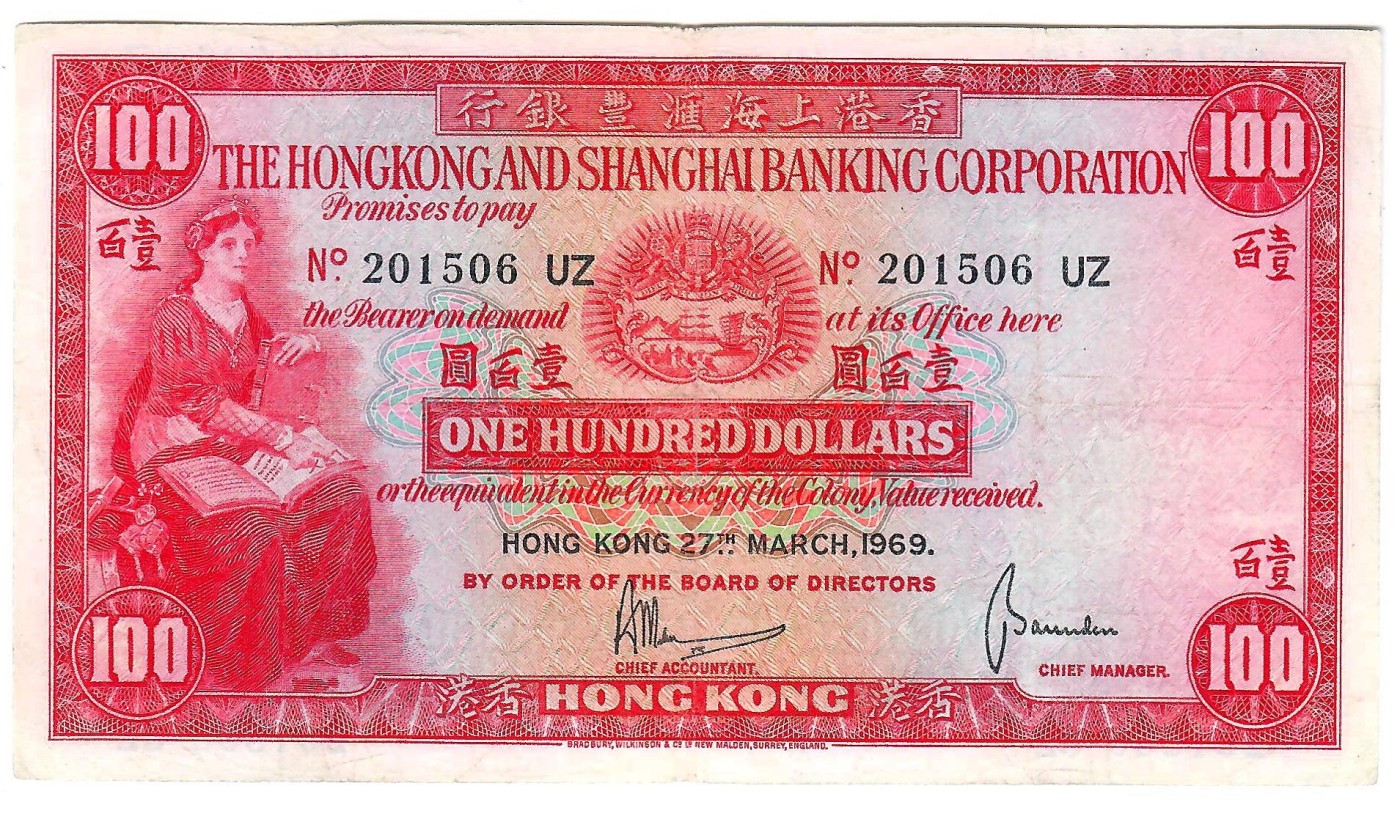 香港上海滙豐銀行
100 100
THE HONGKONG AND SHANGHAI BANKING CORPORATION
Promises to pay
壹百 壹百
Nº 201506 UZ Nº 201506 UZ
the Bearer on demand at its Office here
壹百圓 壹百圓
ONE HUNDRED DOLLARS
or the equivalent in the Currency of the Colony, Value received.
HONG KONG 27TH MARCH, 1969.
BY ORDER OF THE BOARD OF DIRECTORS
壹百
CHIEF ACCOUNTANT. CHIEF MANAGER.
100 100
香港 HONG KONG 香港
BRADBURY, WILKINSON & Cº Lᴰ NEW MALDEN, SURREY, ENGLAND.